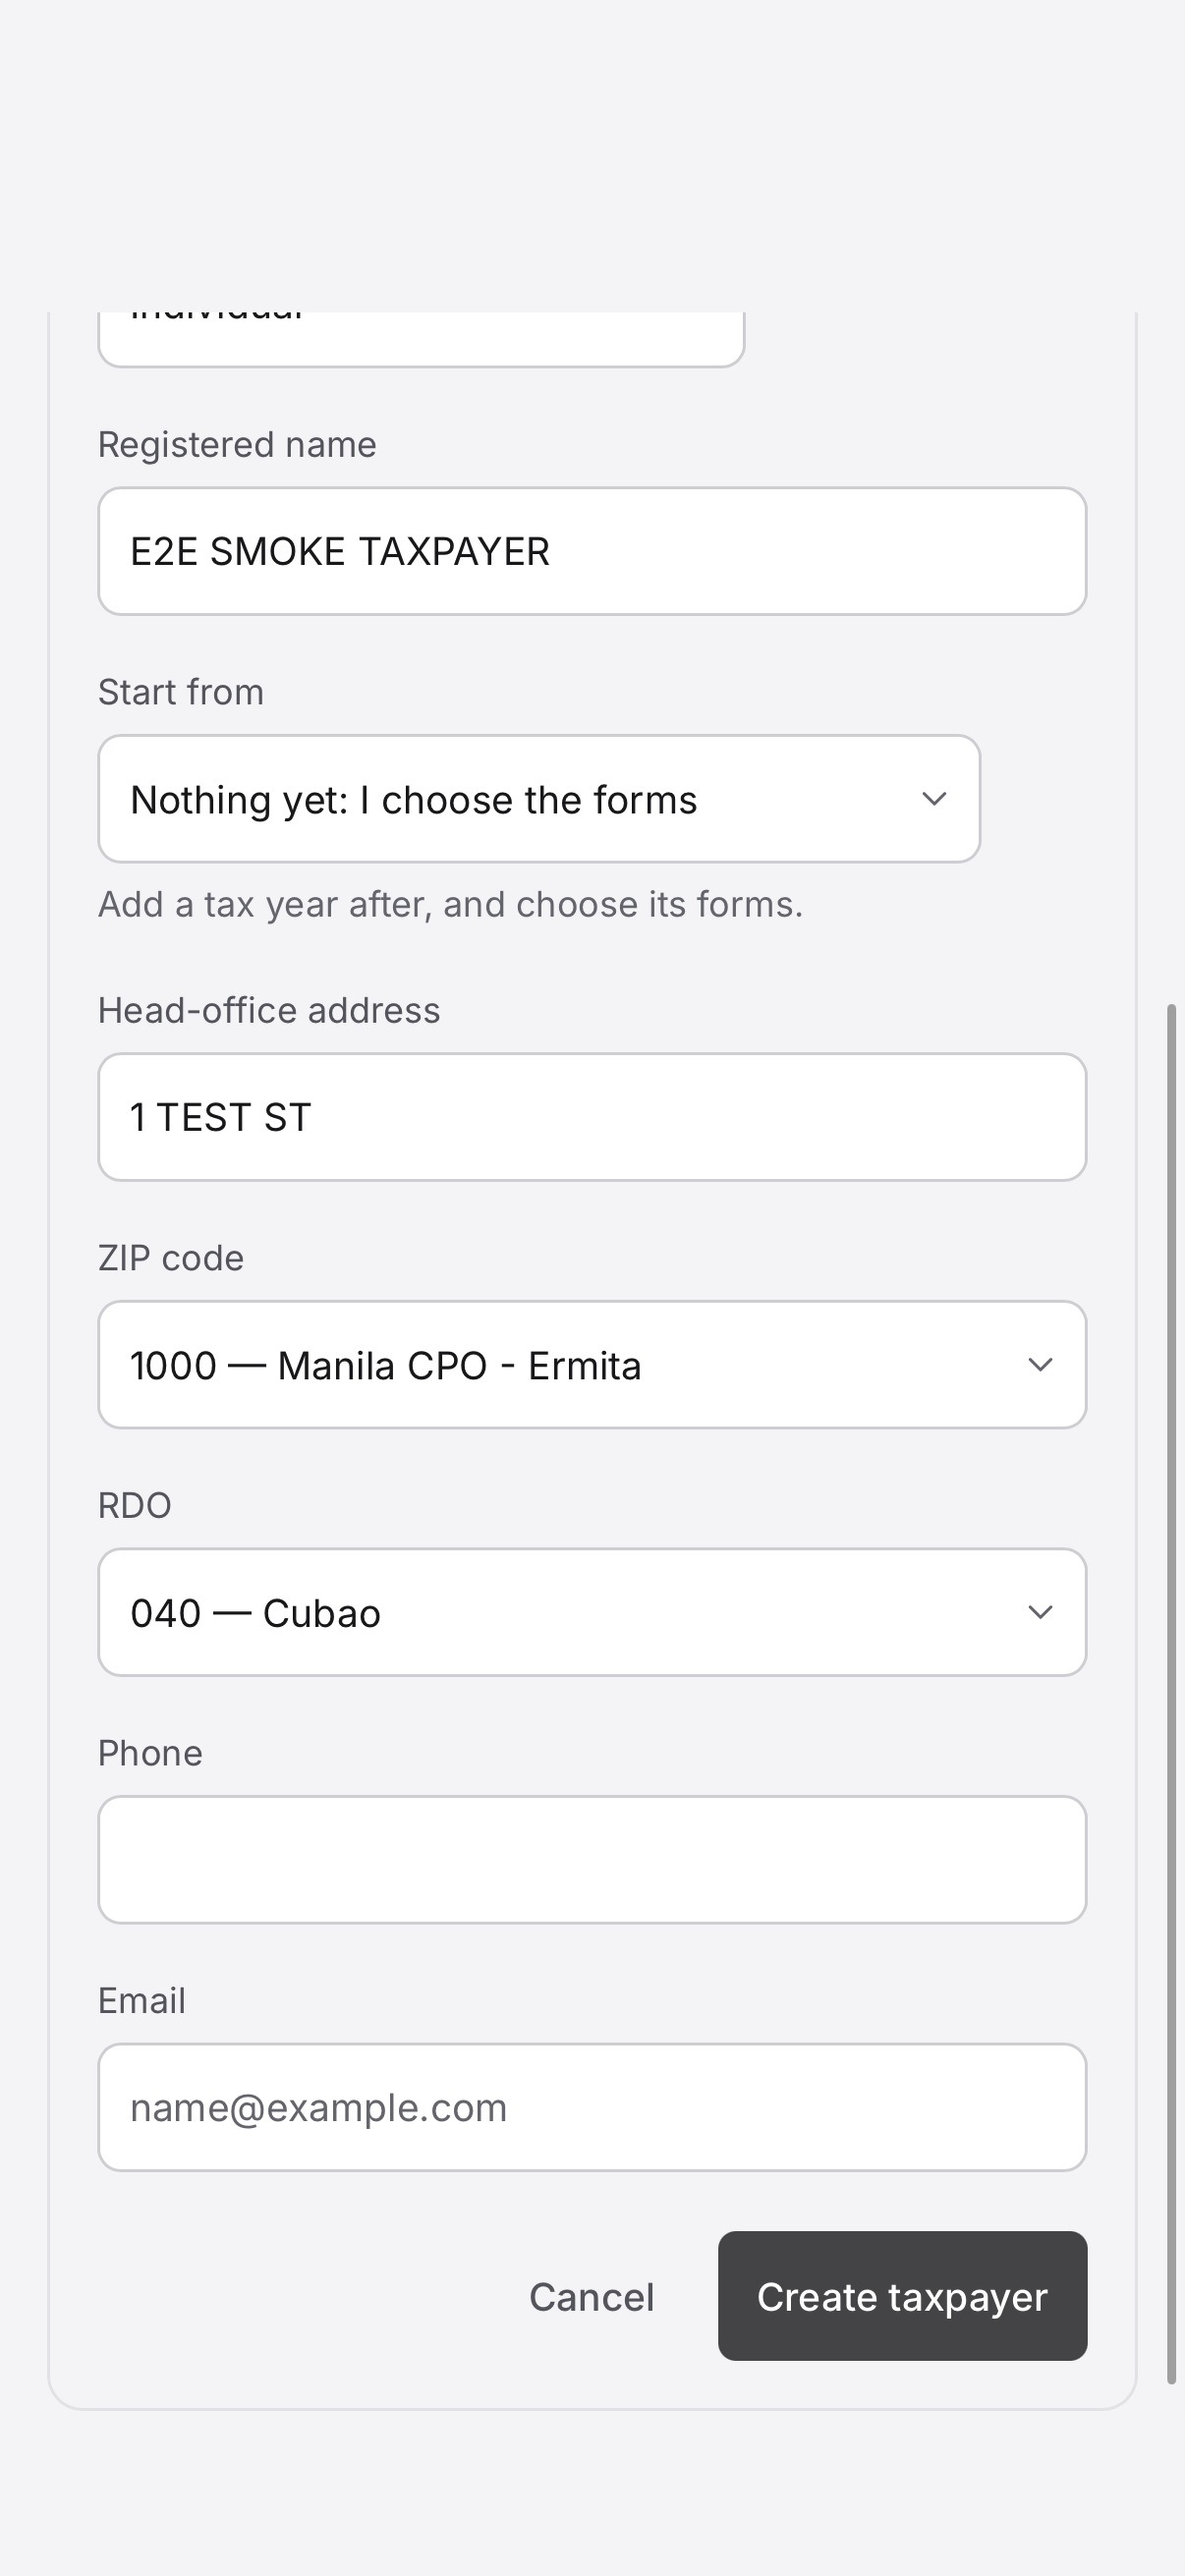 Individual
Registered name
E2E SMOKE TAXPAYER
Start from
Nothing yet: I choose the forms
Add a tax year after, and choose its forms.
Head-office address
1 TEST ST
ZIP code
1000 — Manila CPO - Ermita
RDO
040 — Cubao
Phone
Email
name@example.com
Cancel
Create taxpayer